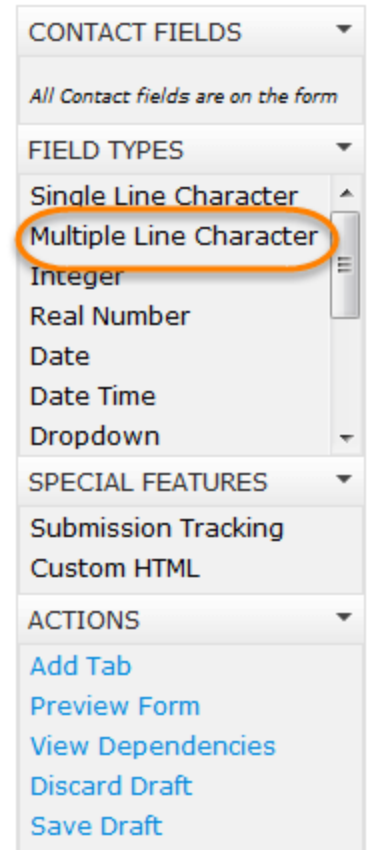 CONTACT FIELDS
All Contact fields are on the form
FIELD TYPES
Single Line Character
Multiple Line Character
Integer
Real Number
Date
Date Time
Dropdown
SPECIAL FEATURES
Submission Tracking
Custom HTML
ACTIONS
Add Tab
Preview Form
View Dependencies
Discard Draft
Save Draft